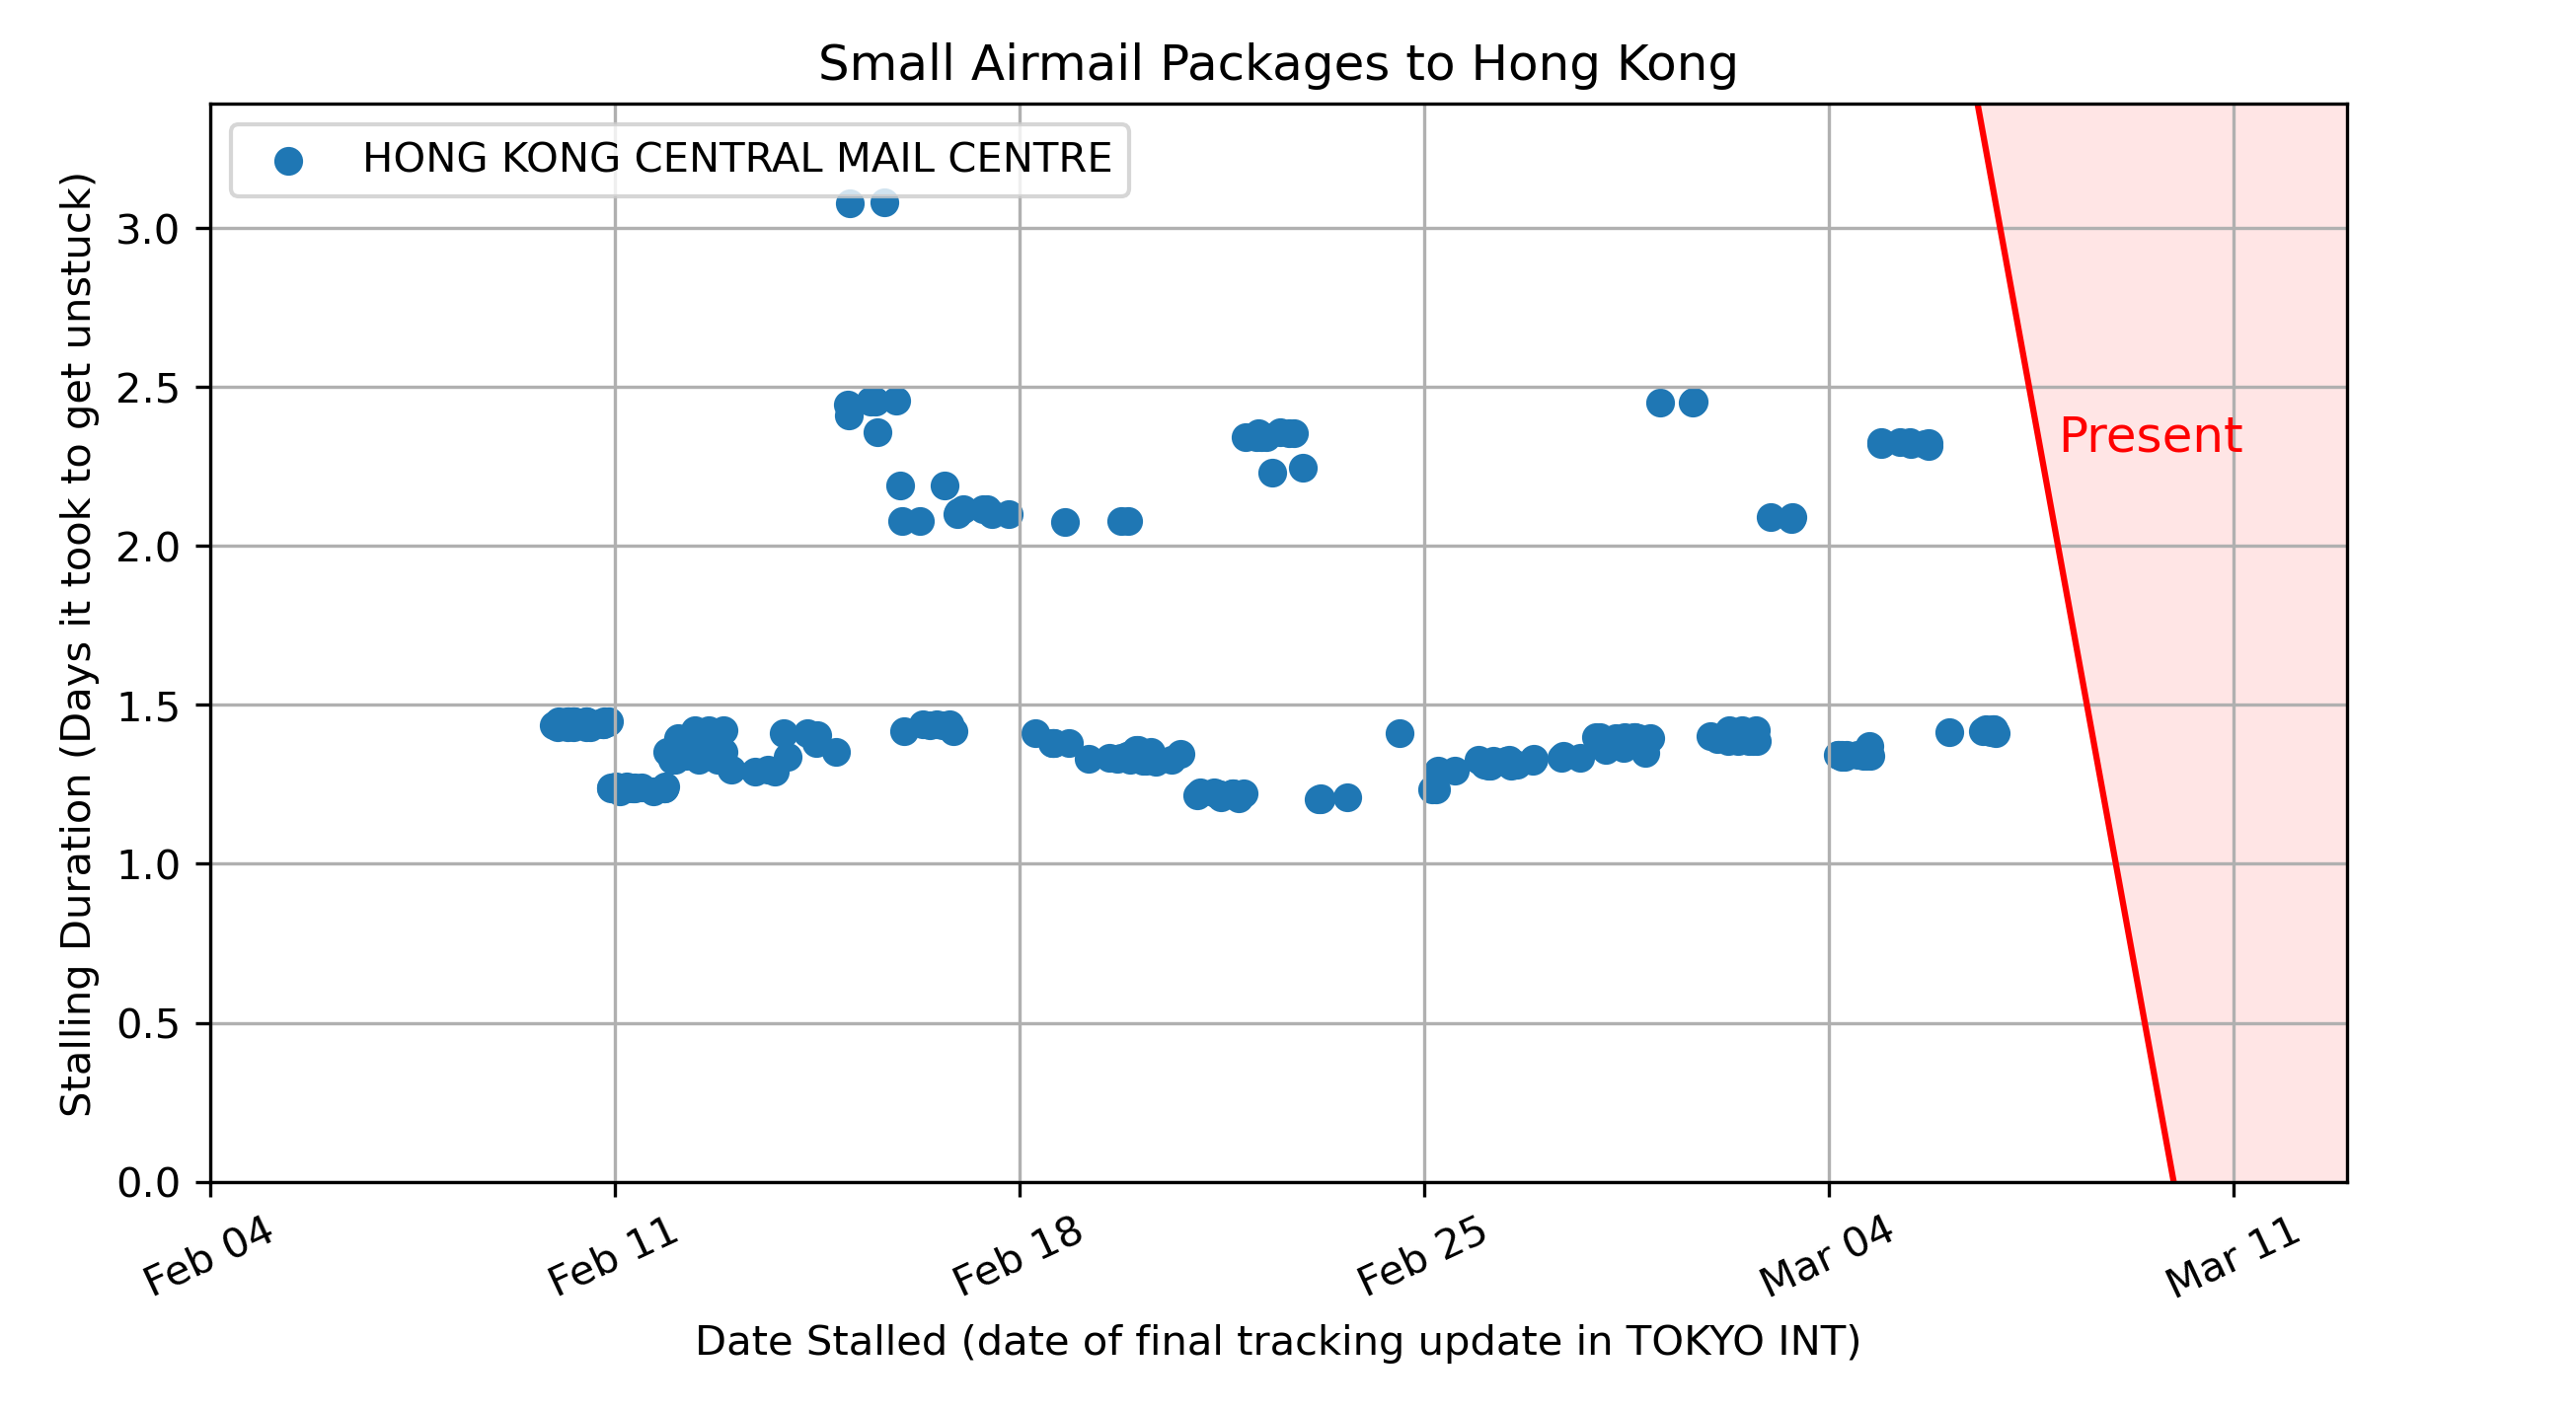 Small Airmail Packages to Hong Kong
HONG KONG CENTRAL MAIL CENTRE
Stalling Duration (Days it took to get unstuck)
3.0
2.5
2.0
1.5
1.0
0.5
0.0
Present
Feb 04
Feb 11
Feb 18
Feb 25
Mar 04
Mar 11
Date Stalled (date of final tracking update in TOKYO INT)